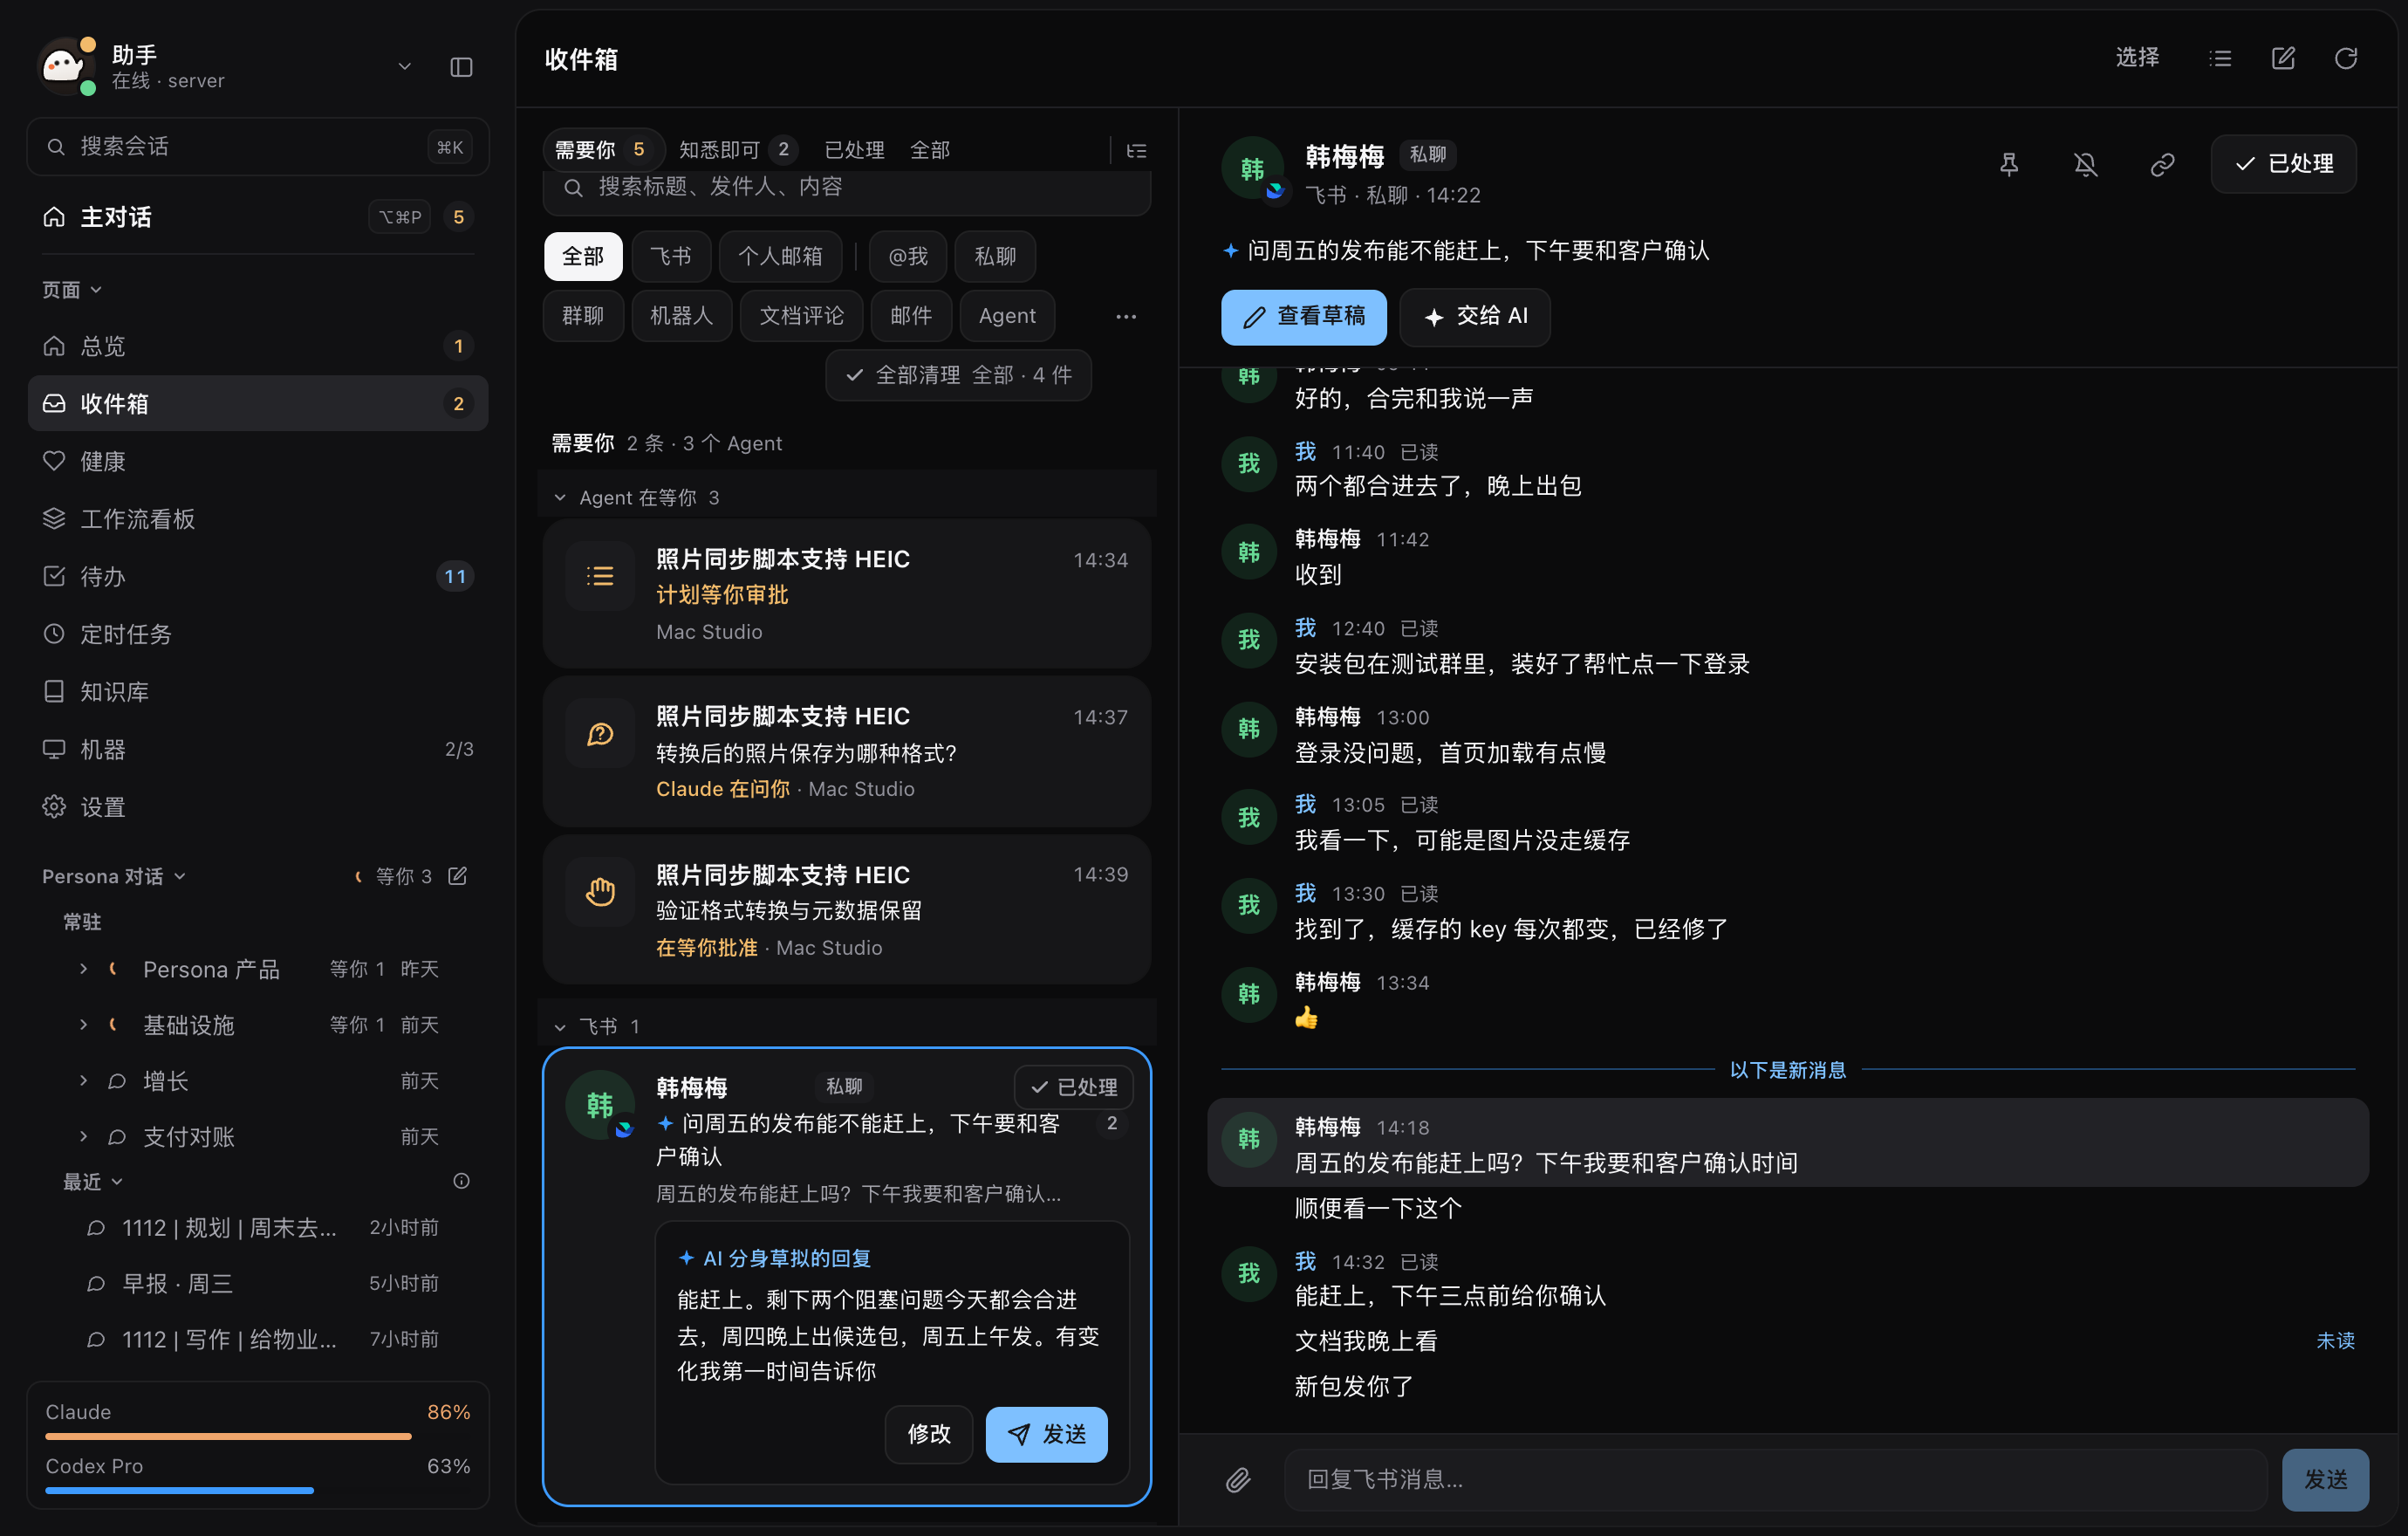 助手
在线 · server
搜索会话 ⌘K
主对话 ⌥⌘P 5
页面
总览 1
收件箱 2
健康
工作流看板
待办 11
定时任务
知识库
机器 2/3
设置
Persona 对话 等你 3
常驻
Persona 产品 等你 1 昨天
基础设施 等你 1 前天
增长 前天
支付对账 前天
最近
1112 | 规划 | 周末去... 2小时前
早报 · 周三 5小时前
1112 | 写作 | 给物业... 7小时前
Claude 86%
Codex Pro 63%
收件箱
选择
需要你 5 知悉即可 2 已处理 全部
搜索标题、发件人、内容
全部 飞书 个人邮箱 @我 私聊
群聊 机器人 文档评论 邮件 Agent
全部清理 全部 · 4 件
需要你 2 条 · 3 个 Agent
Agent 在等你 3
照片同步脚本支持 HEIC 14:34
计划等你审批
Mac Studio
照片同步脚本支持 HEIC 14:37
转换后的照片保存为哪种格式?
Claude 在问你 · Mac Studio
照片同步脚本支持 HEIC 14:39
验证格式转换与元数据保留
在等你批准 · Mac Studio
飞书 1
韩
韩梅梅 私聊 已处理
问周五的发布能不能赶上，下午要和客 2
户确认
周五的发布能赶上吗？下午我要和客户确认...
AI 分身草拟的回复
能赶上。剩下两个阻塞问题今天都会合进
去，周四晚上出候选包，周五上午发。有变
化我第一时间告诉你
修改 发送
韩
韩梅梅 私聊
飞书 · 私聊 · 14:22
已处理
问周五的发布能不能赶上，下午要和客户确认
查看草稿 交给 AI
韩
好的，合完和我说一声
我 我 11:40 已读
两个都合进去了，晚上出包
韩 韩梅梅 11:42
收到
我 我 12:40 已读
安装包在测试群里，装好了帮忙点一下登录
韩 韩梅梅 13:00
登录没问题，首页加载有点慢
我 我 13:05 已读
我看一下，可能是图片没走缓存
我 我 13:30 已读
找到了，缓存的 key 每次都变，已经修了
韩 韩梅梅 13:34
👍
以下是新消息
韩 韩梅梅 14:18
周五的发布能赶上吗？下午我要和客户确认时间
顺便看一下这个
我 我 14:32 已读
能赶上，下午三点前给你确认
文档我晚上看 未读
新包发你了
回复飞书消息... 发送